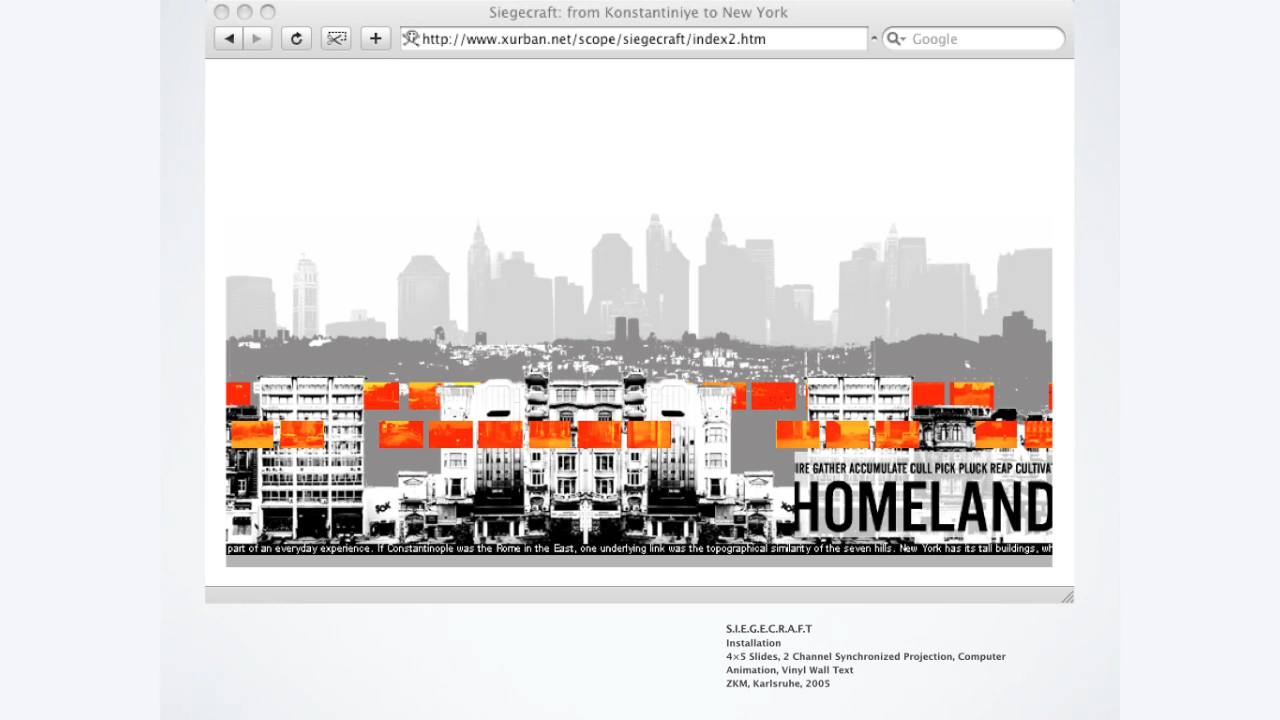 Siegecraft: from Konstantiniye to New York
http://www.xurban.net/scope/siegecraft/index2.htm
Google
IRE GATHER ACCUMULATE CULL PICK PLUCK REAP CULTIVA
HOMELAND
part of an everyday experience. If Constantinople was the Rome in the East, one underlying link was the topographical similarity of the seven hills. New York has its tall buildings, wh
S.I.E.G.E.C.R.A.F.T
Installation
4×5 Slides, 2 Channel Synchronized Projection, Computer
Animation, Vinyl Wall Text
ZKM, Karlsruhe, 2005